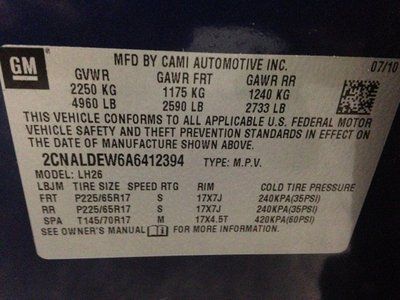 GM
MFD BY CAMI AUTOMOTIVE INC. 07/10
GVWR GAWR FRT GAWR RR
2250 KG 1175 KG 1240 KG
4960 LB 2590 LB 2733 LB
THIS VEHICLE CONFORMS TO ALL APPLICABLE U.S. FEDERAL MOTOR
VEHICLE SAFETY AND THEFT PREVENTION STANDARDS IN EFFECT ON
THE DATE OF MANUFACTURE SHOWN ABOVE.
2CNALDEW6A6412394 TYPE: M.P.V.
MODEL: LH26
LBJM TIRE SIZE SPEED RTG RIM COLD TIRE PRESSURE
FRT P225/65R17 S 17X7J 240KPA(35PSI)
RR P225/65R17 S 17X7J 240KPA(35PSI)
SPA T145/70R17 M 17X4.5T 420KPA(60PSI)
SEE OWNER'S MANUAL FOR MORE INFORMATION.